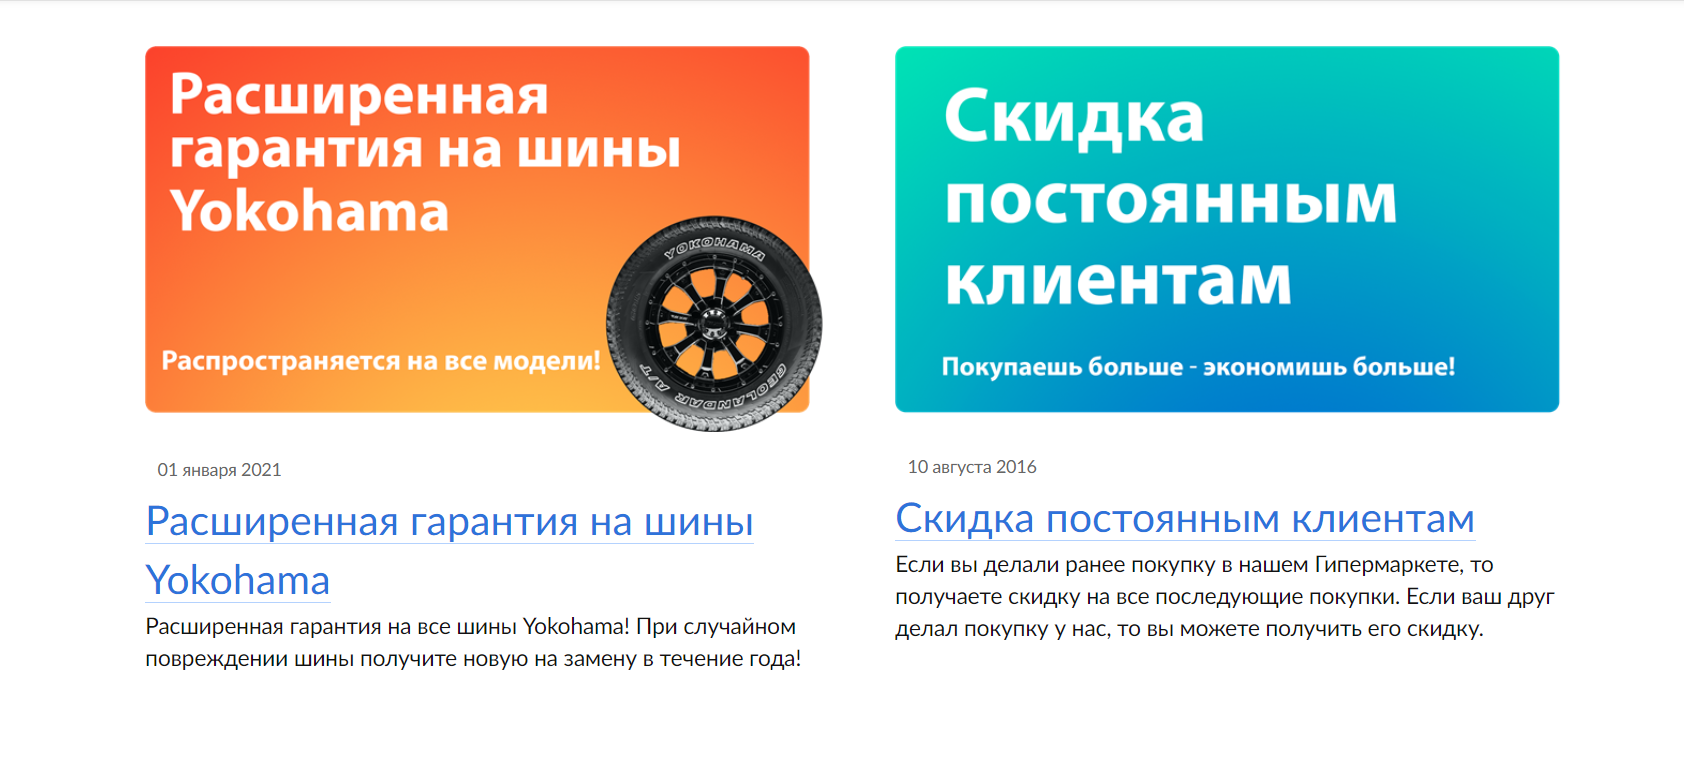 Расширенная
гарантия на шины
Yokohama
YOKOHAMA
GEOLANDAR A/T
Распространяется на все модели!
01 января 2021
Расширенная гарантия на шины
Yokohama
Расширенная гарантия на все шины Yokohama! При случайном
повреждении шины получите новую на замену в течение года!
Скидка
постоянным
клиентам
Покупаешь больше - экономишь больше!
10 августа 2016
Скидка постоянным клиентам
Если вы делали ранее покупку в нашем Гипермаркете, то
получаете скидку на все последующие покупки. Если ваш друг
делал покупку у нас, то вы можете получить его скидку.